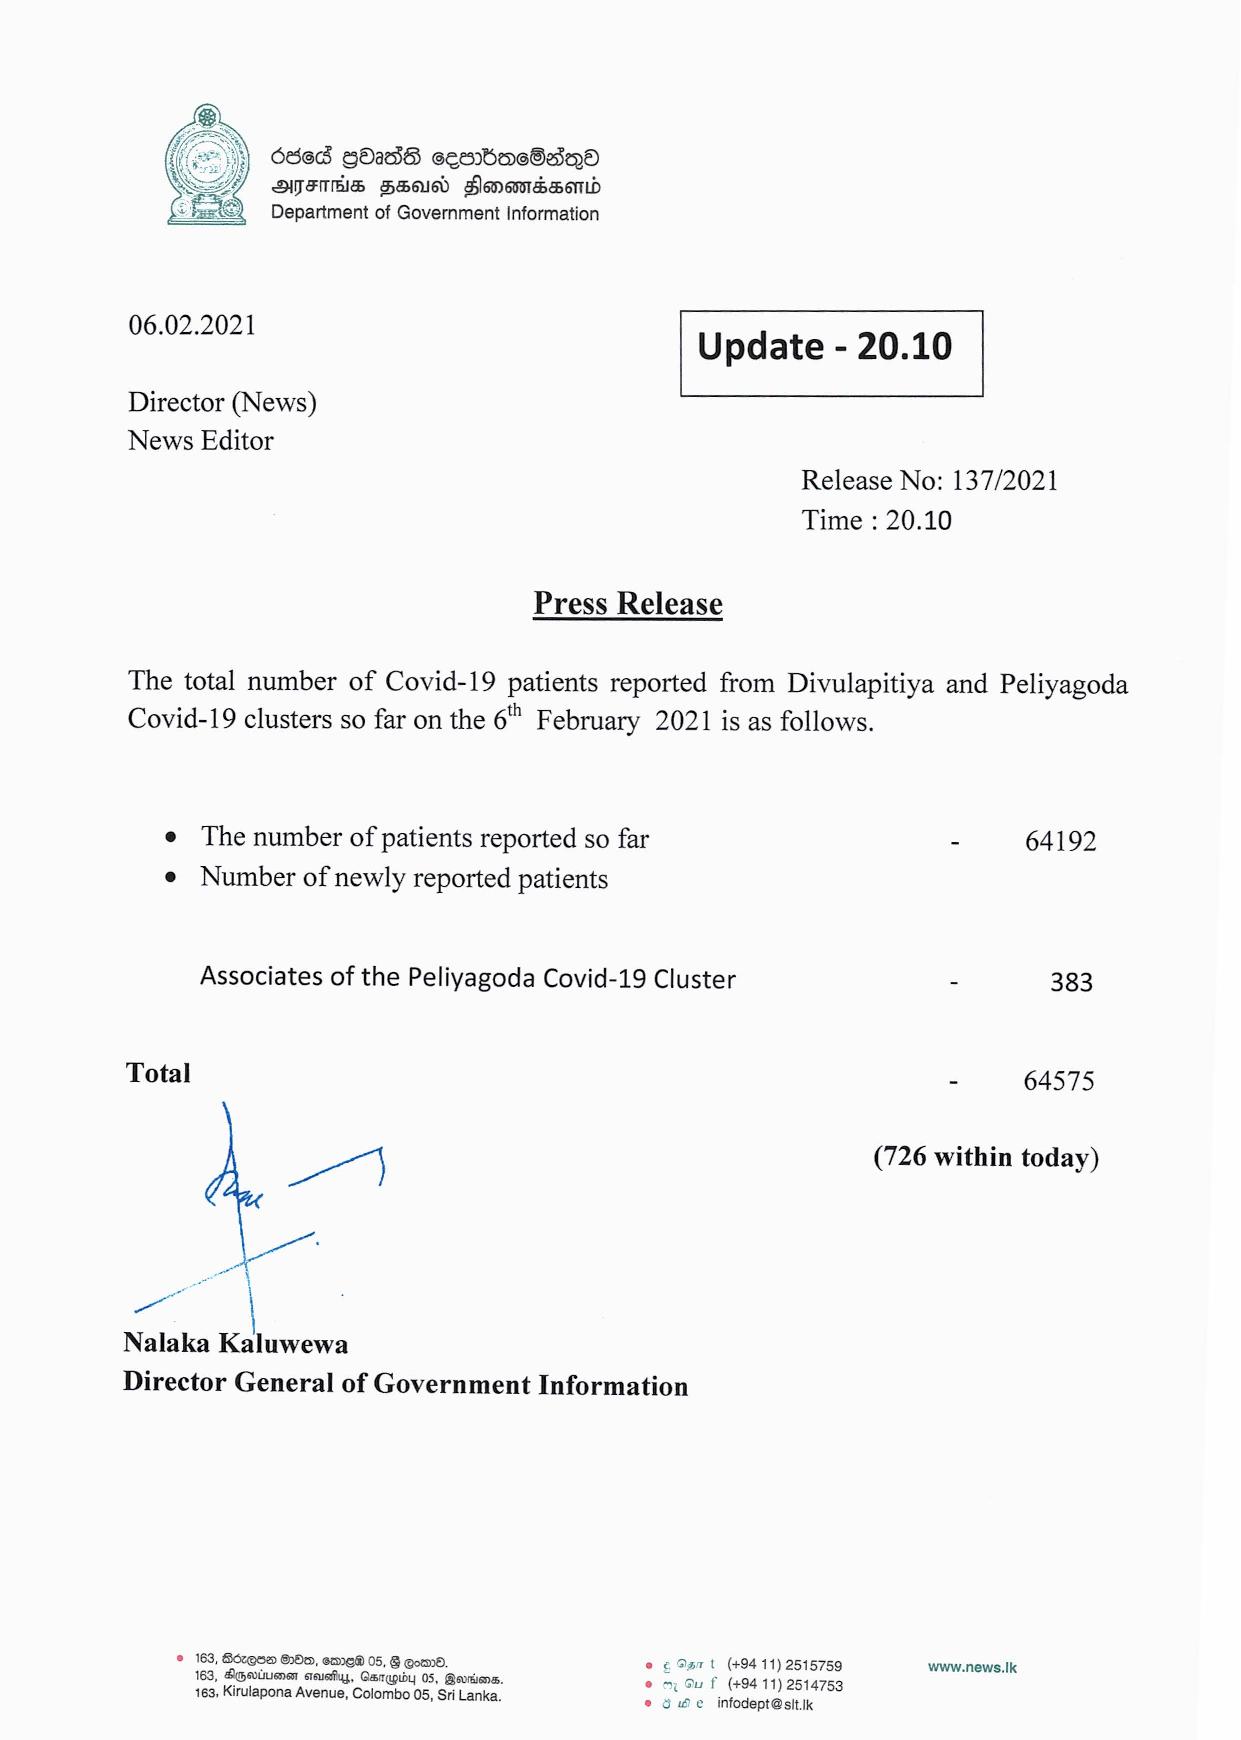 රජයේ ප්‍රවෘත්ති දෙපාර්තමේන්තුව
அரசாங்க தகவல் திணைக்களம்
Department of Government Information
06.02.2021
Update - 20.10
Director (News)
News Editor
Release No: 137/2021
Time : 20.10
Press Release
The total number of Covid-19 patients reported from Divulapitiya and Peliyagoda
Covid-19 clusters so far on the 6th February 2021 is as follows.
• The number of patients reported so far - 64192
• Number of newly reported patients
Associates of the Peliyagoda Covid-19 Cluster - 383
Total - 64575
(726 within today)
Nalaka Kaluwewa
Director General of Government Information
• 163, කිරුලපන මාවත, කොළඹ 05, ශ්‍රී ලංකාව.
163, கிருலப்பனை எவனியூ, கொழும்பு 05, இலங்கை.
163, Kirulapona Avenue, Colombo 05, Sri Lanka.
• දු தொ t (+94 11) 2515759
• ෆැ பெ f (+94 11) 2514753
• ඊ மி e infodept@slt.lk
www.news.lk